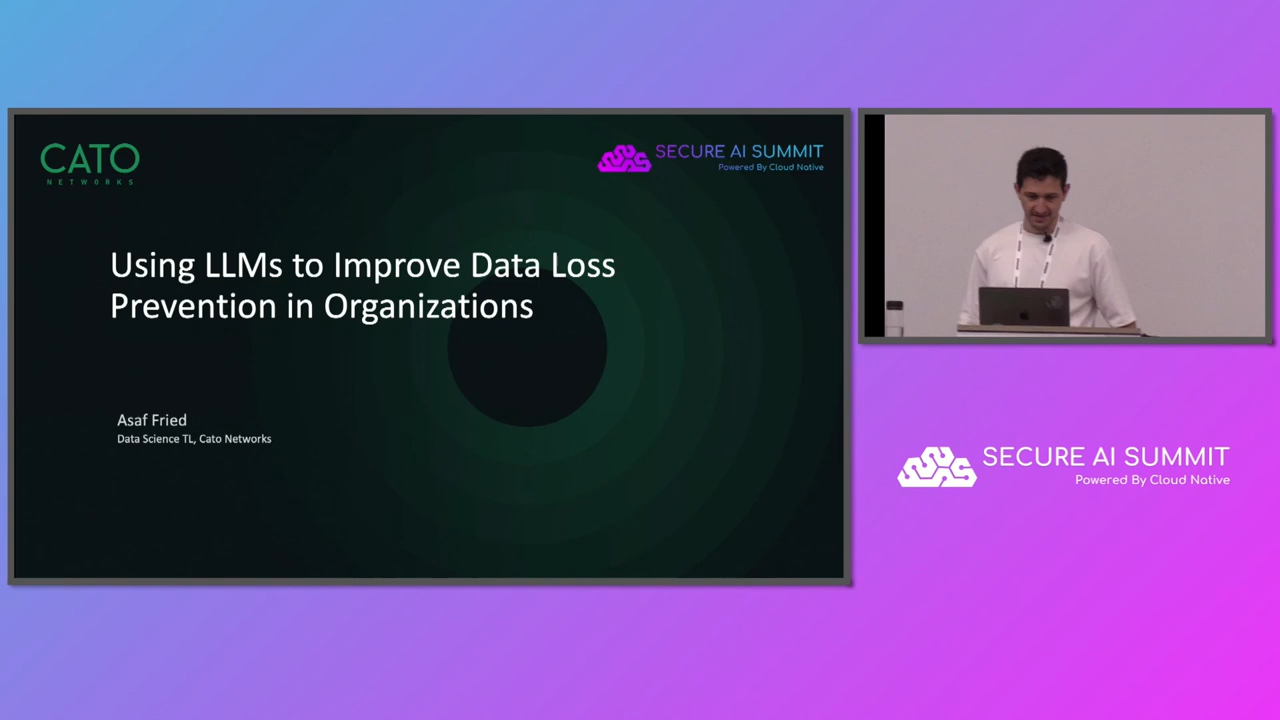 CATO
NETWORKS
SECURE AI SUMMIT
Powered By Cloud Native
Using LLMs to Improve Data Loss
Prevention in Organizations
Asaf Fried
Data Science TL, Cato Networks
SECURE AI SUMMIT
Powered By Cloud Native